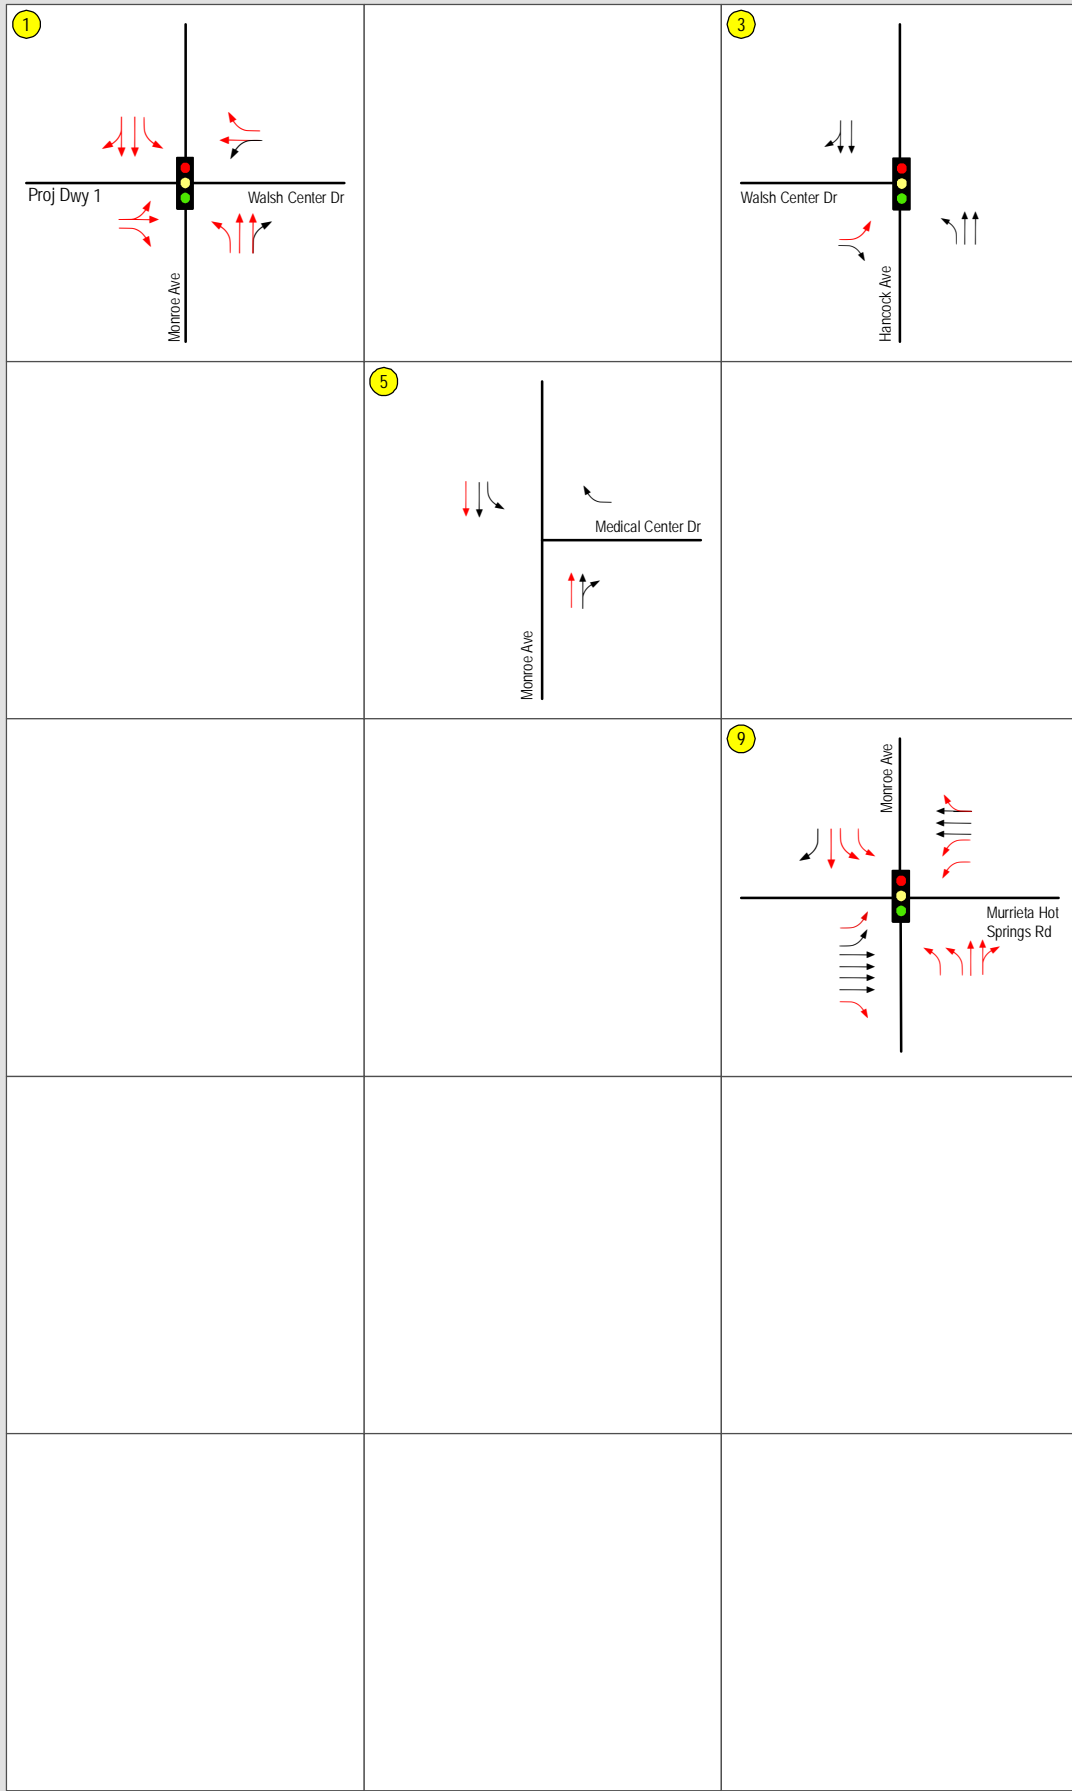 1
Proj Dwy 1
Walsh Center Dr
Monroe Ave
3
Walsh Center Dr
Hancock Ave
5
Medical Center Dr
Monroe Ave
9
Monroe Ave
Murrieta Hot
Springs Rd